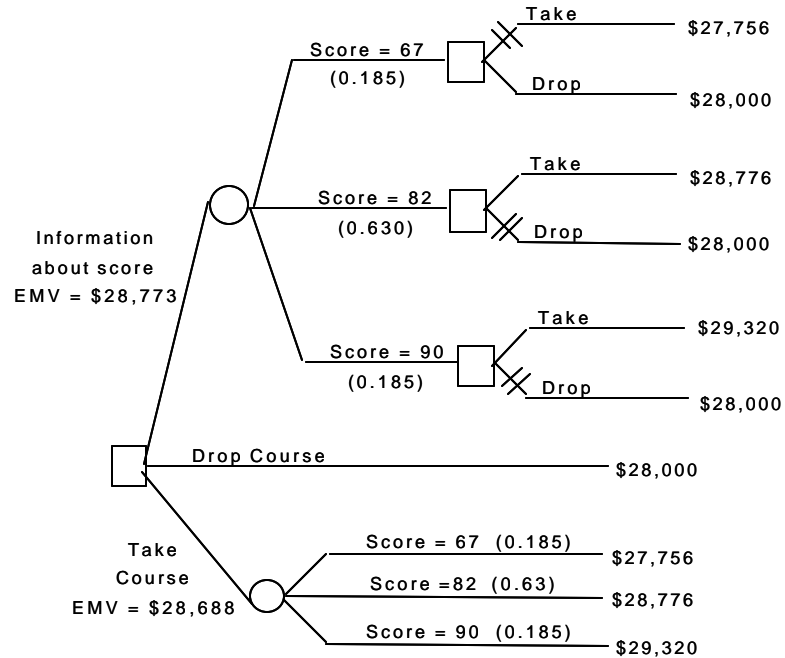 Take
$27,756
Score = 67
(0.185)
Drop
$28,000
Take
$28,776
Score = 82
(0.630)
Drop
$28,000
Information
about score
EMV = $28,773
Take
$29,320
Score = 90
(0.185)
Drop
$28,000
Drop Course
$28,000
Take
Course
EMV = $28,688
Score = 67 (0.185)
$27,756
Score =82 (0.63)
$28,776
Score = 90 (0.185)
$29,320